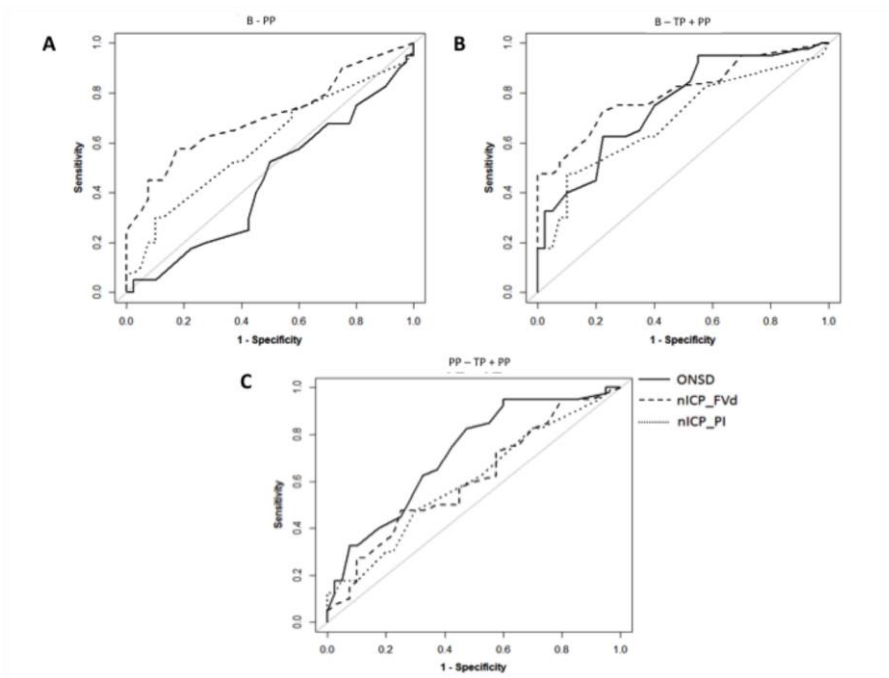 A
B - PP
Sensitivity
1.0
0.8
0.6
0.4
0.2
0.0
0.0 0.2 0.4 0.6 0.8 1.0
1 - Specificity
B
B – TP + PP
Sensitivity
1.0
0.8
0.6
0.4
0.2
0.0
0.0 0.2 0.4 0.6 0.8 1.0
1 - Specificity
C
PP – TP + PP
Sensitivity
1.0
0.8
0.6
0.4
0.2
0.0
0.0 0.2 0.4 0.6 0.8 1.0
1 - Specificity
ONSD
nICP_FVd
nICP_PI